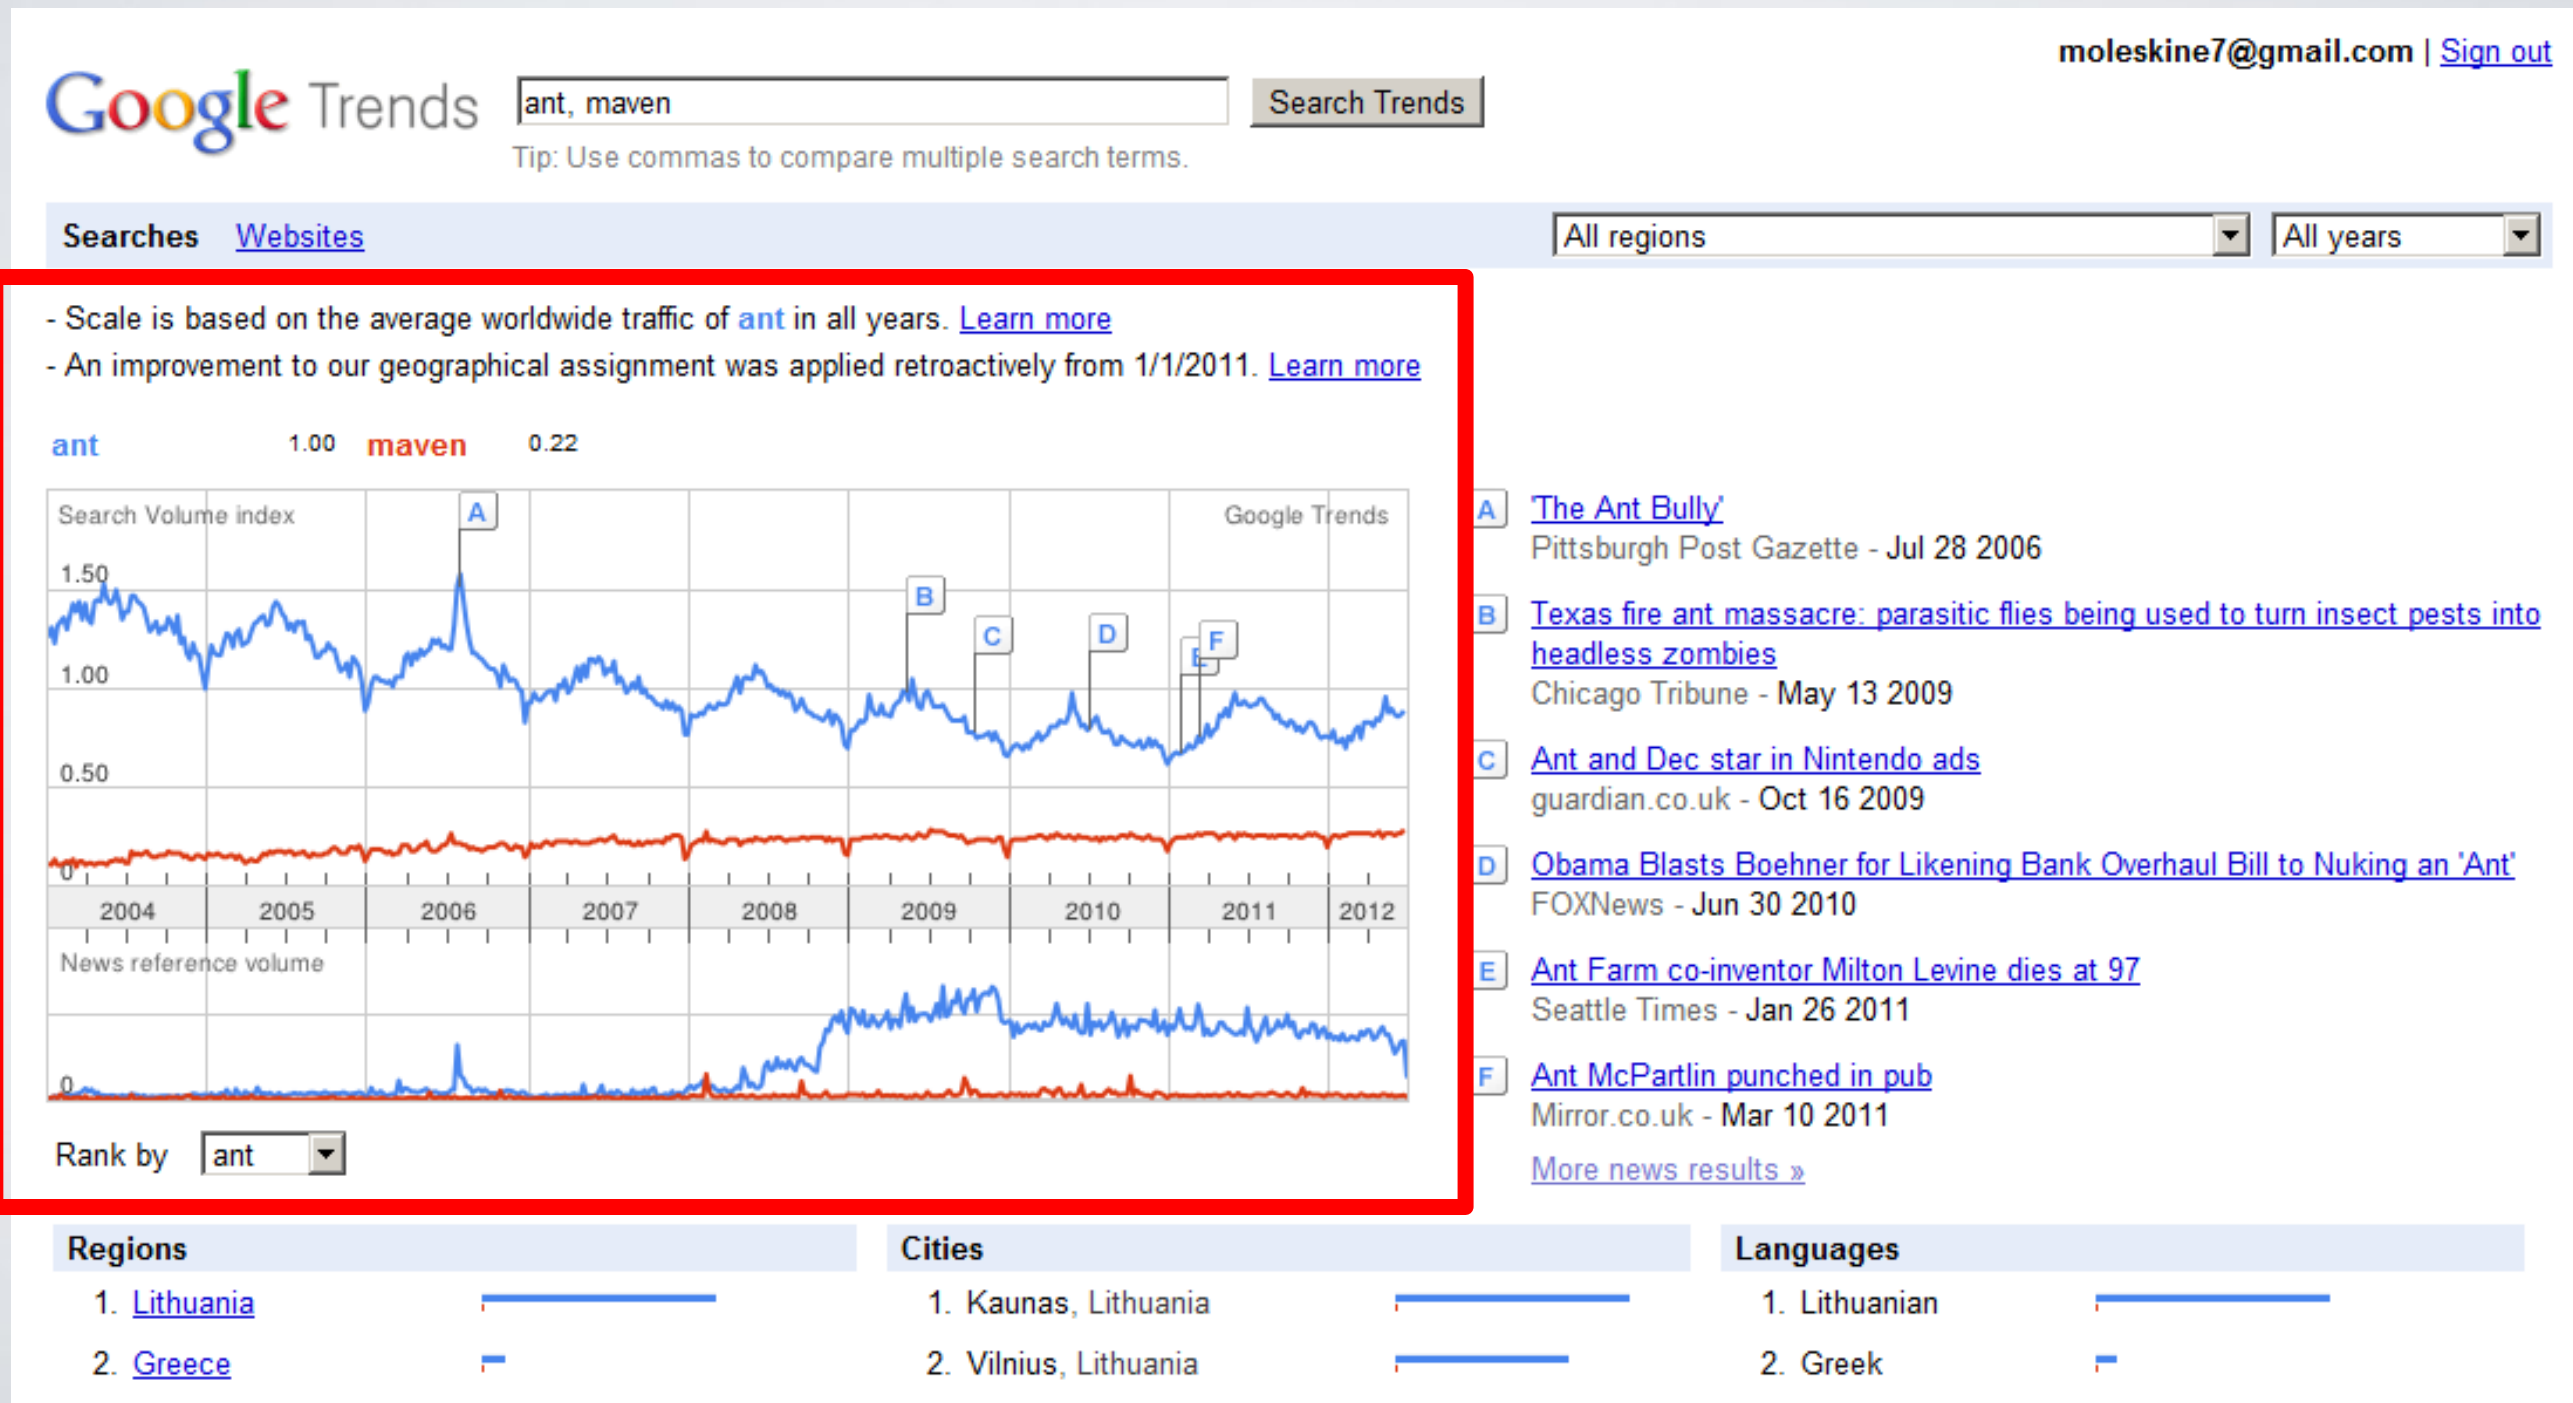 moleskine7@gmail.com | Sign out
Google Trends
ant, maven
Search Trends
Tip: Use commas to compare multiple search terms.
Searches Websites
All regions
All years
- Scale is based on the average worldwide traffic of ant in all years. Learn more
- An improvement to our geographical assignment was applied retroactively from 1/1/2011. Learn more
ant 1.00 maven 0.22
Search Volume index
Google Trends
A
B
C
D
E
F
1.50
1.00
0.50
0
2004 2005 2006 2007 2008 2009 2010 2011 2012
News reference volume
0
Rank by ant
A 'The Ant Bully'
Pittsburgh Post Gazette - Jul 28 2006
B Texas fire ant massacre: parasitic flies being used to turn insect pests into
headless zombies
Chicago Tribune - May 13 2009
C Ant and Dec star in Nintendo ads
guardian.co.uk - Oct 16 2009
D Obama Blasts Boehner for Likening Bank Overhaul Bill to Nuking an 'Ant'
FOXNews - Jun 30 2010
E Ant Farm co-inventor Milton Levine dies at 97
Seattle Times - Jan 26 2011
F Ant McPartlin punched in pub
Mirror.co.uk - Mar 10 2011
More news results »
Regions
1. Lithuania
2. Greece
Cities
1. Kaunas, Lithuania
2. Vilnius, Lithuania
Languages
1. Lithuanian
2. Greek